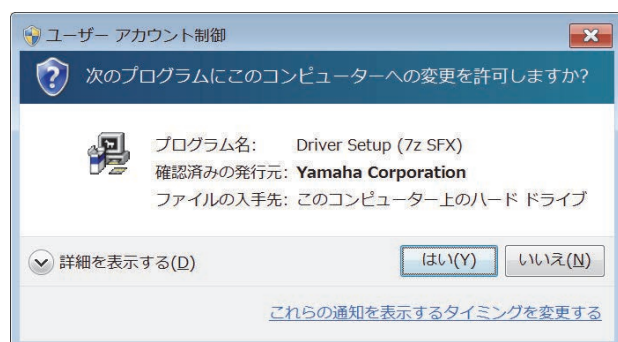 ユーザー アカウント制御
次のプログラムにこのコンピューターへの変更を許可しますか?
プログラム名: Driver Setup (7z SFX)
確認済みの発行元: Yamaha Corporation
ファイルの入手先: このコンピューター上のハード ドライブ
詳細を表示する(D) はい(Y) いいえ(N)
これらの通知を表示するタイミングを変更する